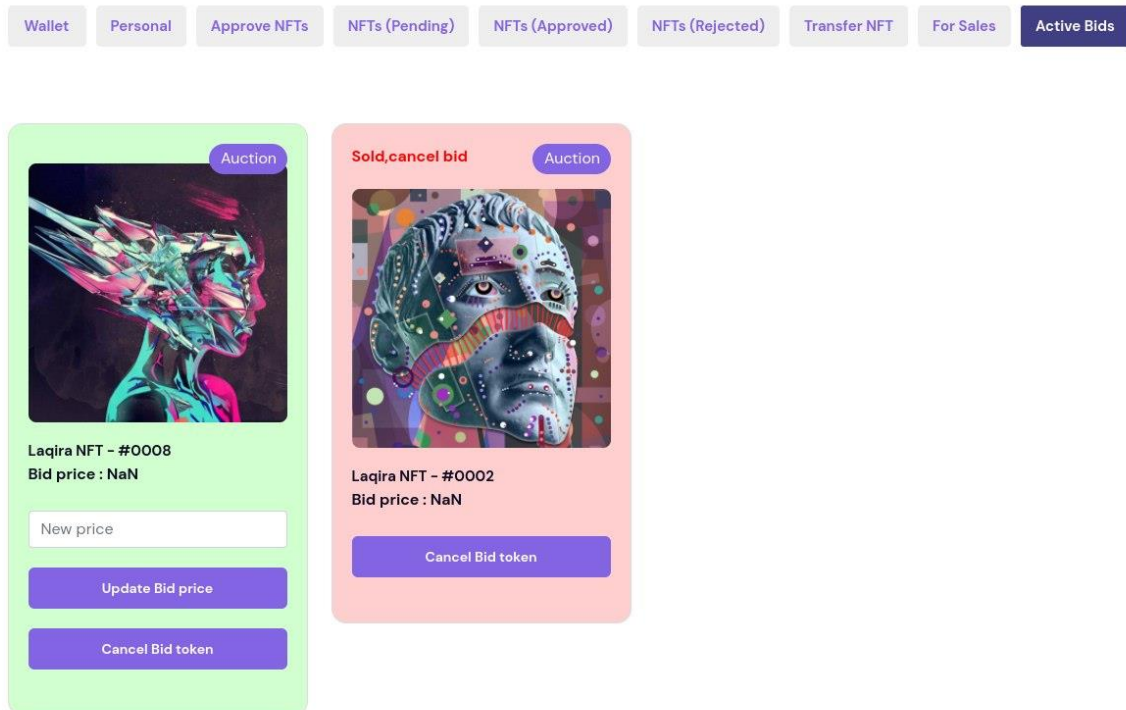 Wallet Personal Approve NFTs NFTs (Pending) NFTs (Approved) NFTs (Rejected) Transfer NFT For Sales Active Bids
Auction
Laqira NFT - #0008
Bid price : NaN
New price
Update Bid price
Cancel Bid token
Sold,cancel bid
Auction
Laqira NFT - #0002
Bid price : NaN
Cancel Bid token